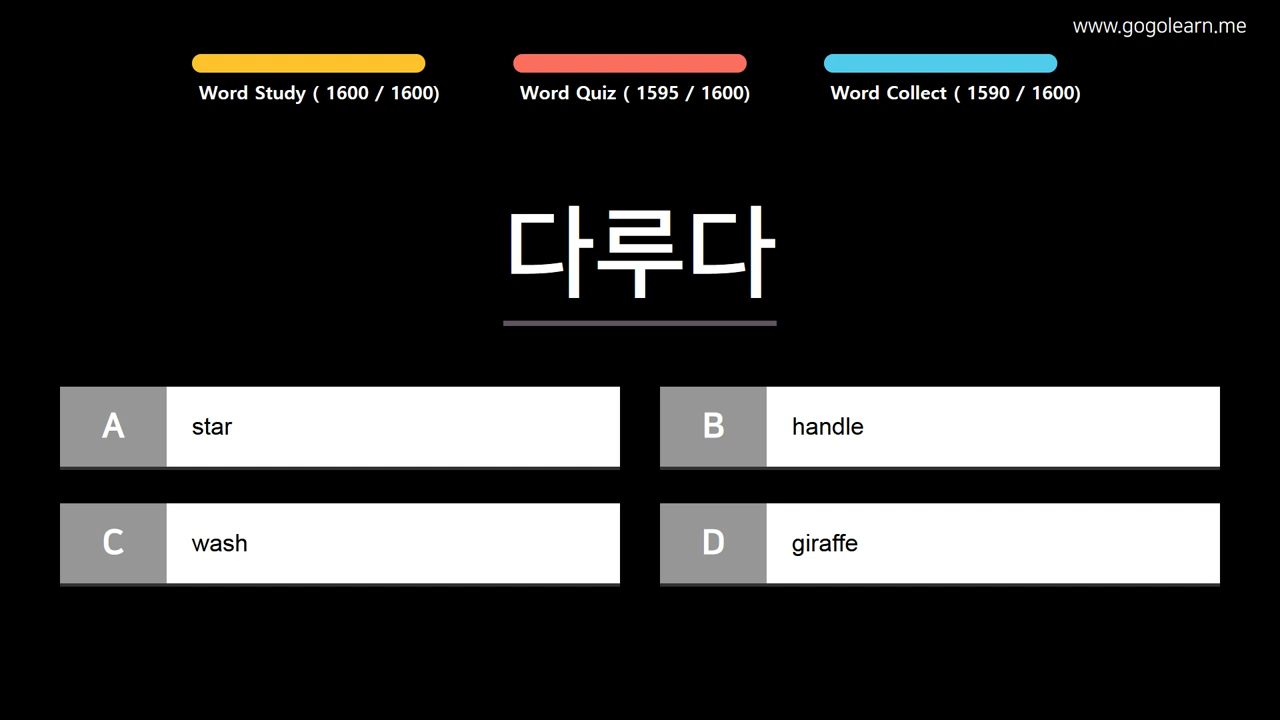 www.gogolearn.me
Word Study ( 1600 / 1600)
Word Quiz ( 1595 / 1600)
Word Collect ( 1590 / 1600)
다루다
A star
B handle
C wash
D giraffe